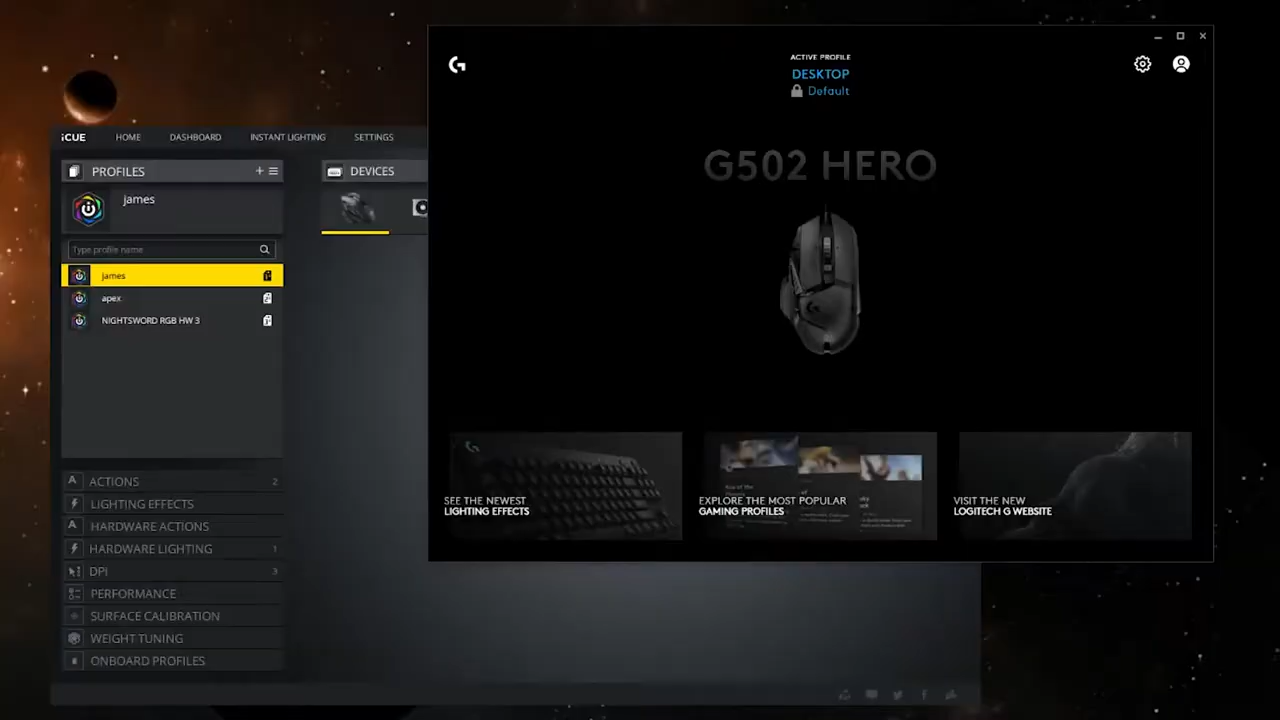 ACTIVE PROFILE
DESKTOP
Default
G502 HERO
SEE THE NEWEST
LIGHTING EFFECTS
EXPLORE THE MOST POPULAR
GAMING PROFILES
VISIT THE NEW
LOGITECH G WEBSITE
iCUE
HOME
DASHBOARD
INSTANT LIGHTING
SETTINGS
PROFILES
DEVICES
james
Type profile name
james
apex
NIGHTSWORD RGB HW 3
ACTIONS 2
LIGHTING EFFECTS
HARDWARE ACTIONS
HARDWARE LIGHTING 1
DPI 3
PERFORMANCE
SURFACE CALIBRATION
WEIGHT TUNING
ONBOARD PROFILES